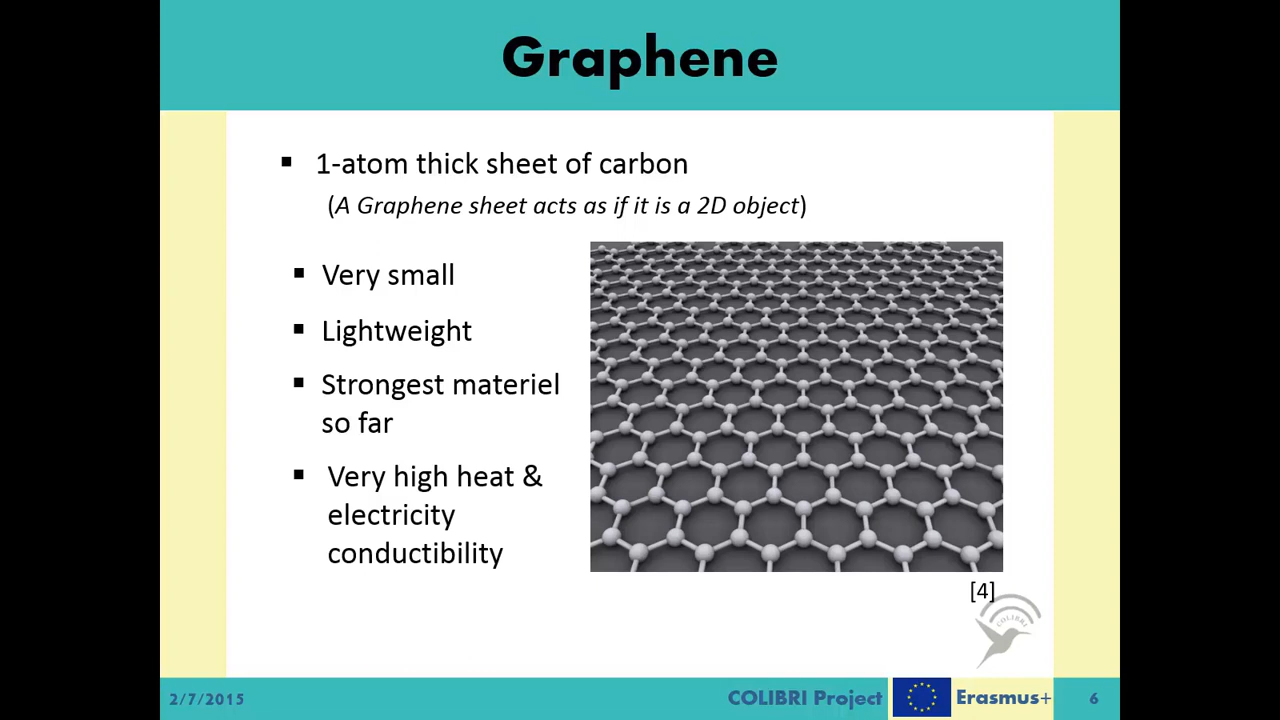 Graphene
▪ 1-atom thick sheet of carbon
(A Graphene sheet acts as if it is a 2D object)
▪ Very small
▪ Lightweight
▪ Strongest materiel
so far
▪ Very high heat &
electricity
conductibility
[4]
COLIBRI
2/7/2015
COLIBRI Project
Erasmus+
6